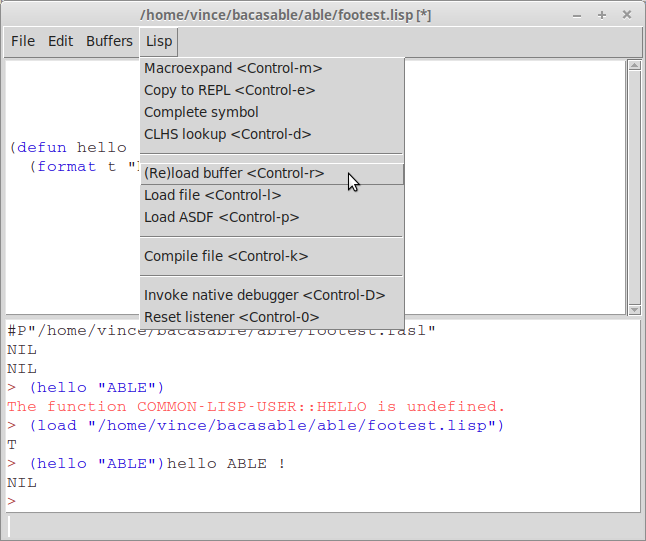 /home/vince/bacasable/able/footest.lisp [*]
File Edit Buffers Lisp
Macroexpand <Control-m>
Copy to REPL <Control-e>
Complete symbol
CLHS lookup <Control-d>
(defun hello
(format t "
(Re)load buffer <Control-r>
Load file <Control-l>
Load ASDF <Control-p>
Compile file <Control-k>
Invoke native debugger <Control-D>
Reset listener <Control-0>
#P"/home/vince/bacasable/able/footest.fasl"
NIL
NIL
> (hello "ABLE")
The function COMMON-LISP-USER::HELLO is undefined.
> (load "/home/vince/bacasable/able/footest.lisp")
T
> (hello "ABLE")hello ABLE !
NIL
>